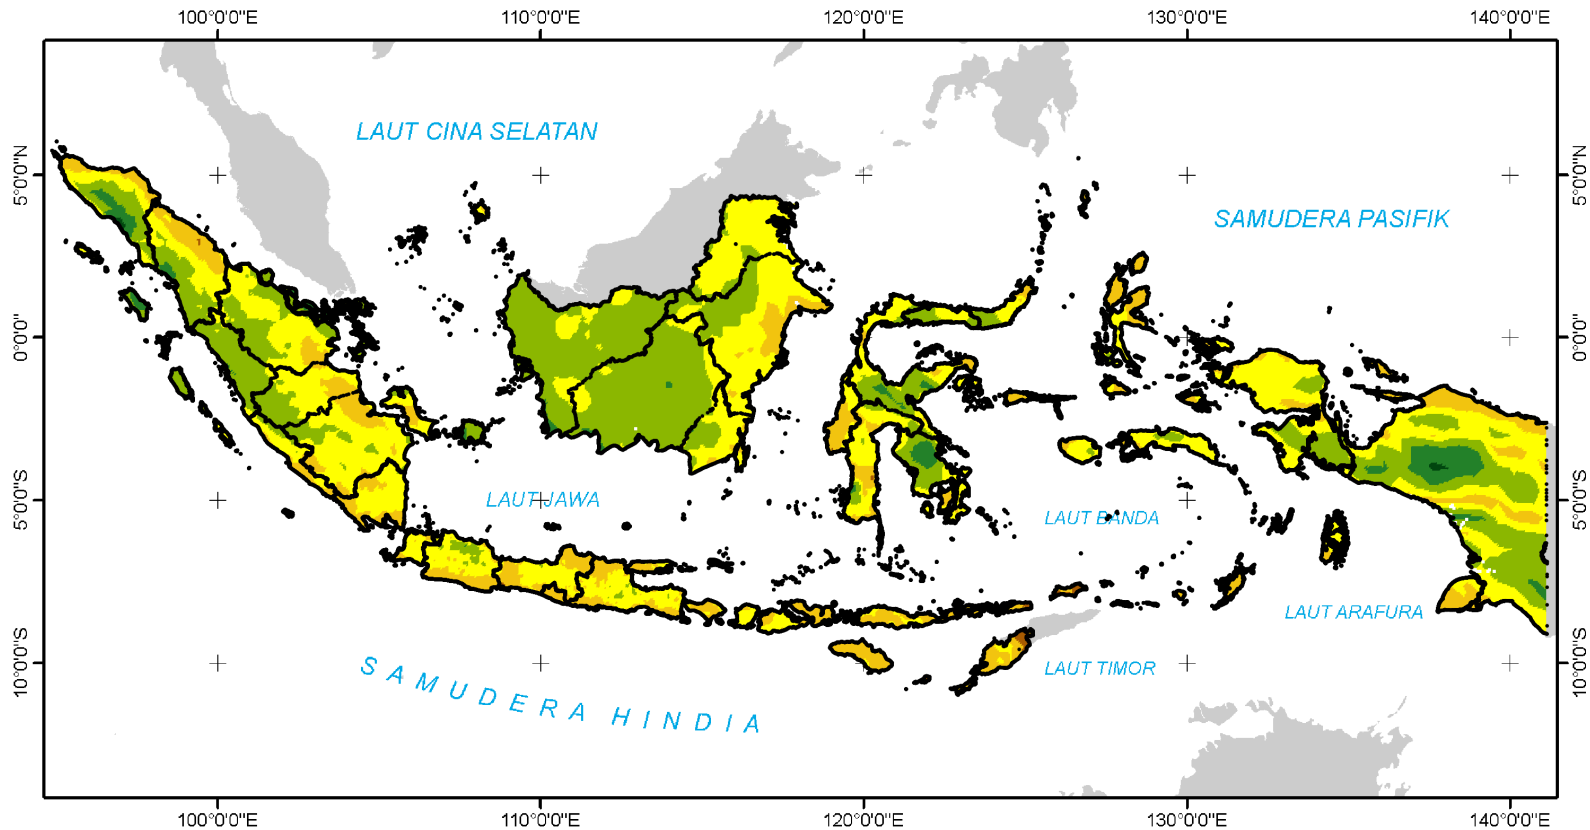 100°0'0"E 110°0'0"E 120°0'0"E 130°0'0"E 140°0'0"E
LAUT CINA SELATAN
5°0'0"N 5°0'0"N
SAMUDERA PASIFIK
0°0'0" 0°0'0"
LAUT JAWA
5°0'0"S 5°0'0"S
LAUT BANDA
LAUT ARAFURA
LAUT TIMOR
10°0'0"S 10°0'0"S
SAMUDERA HINDIA
100°0'0"E 110°0'0"E 120°0'0"E 130°0'0"E 140°0'0"E